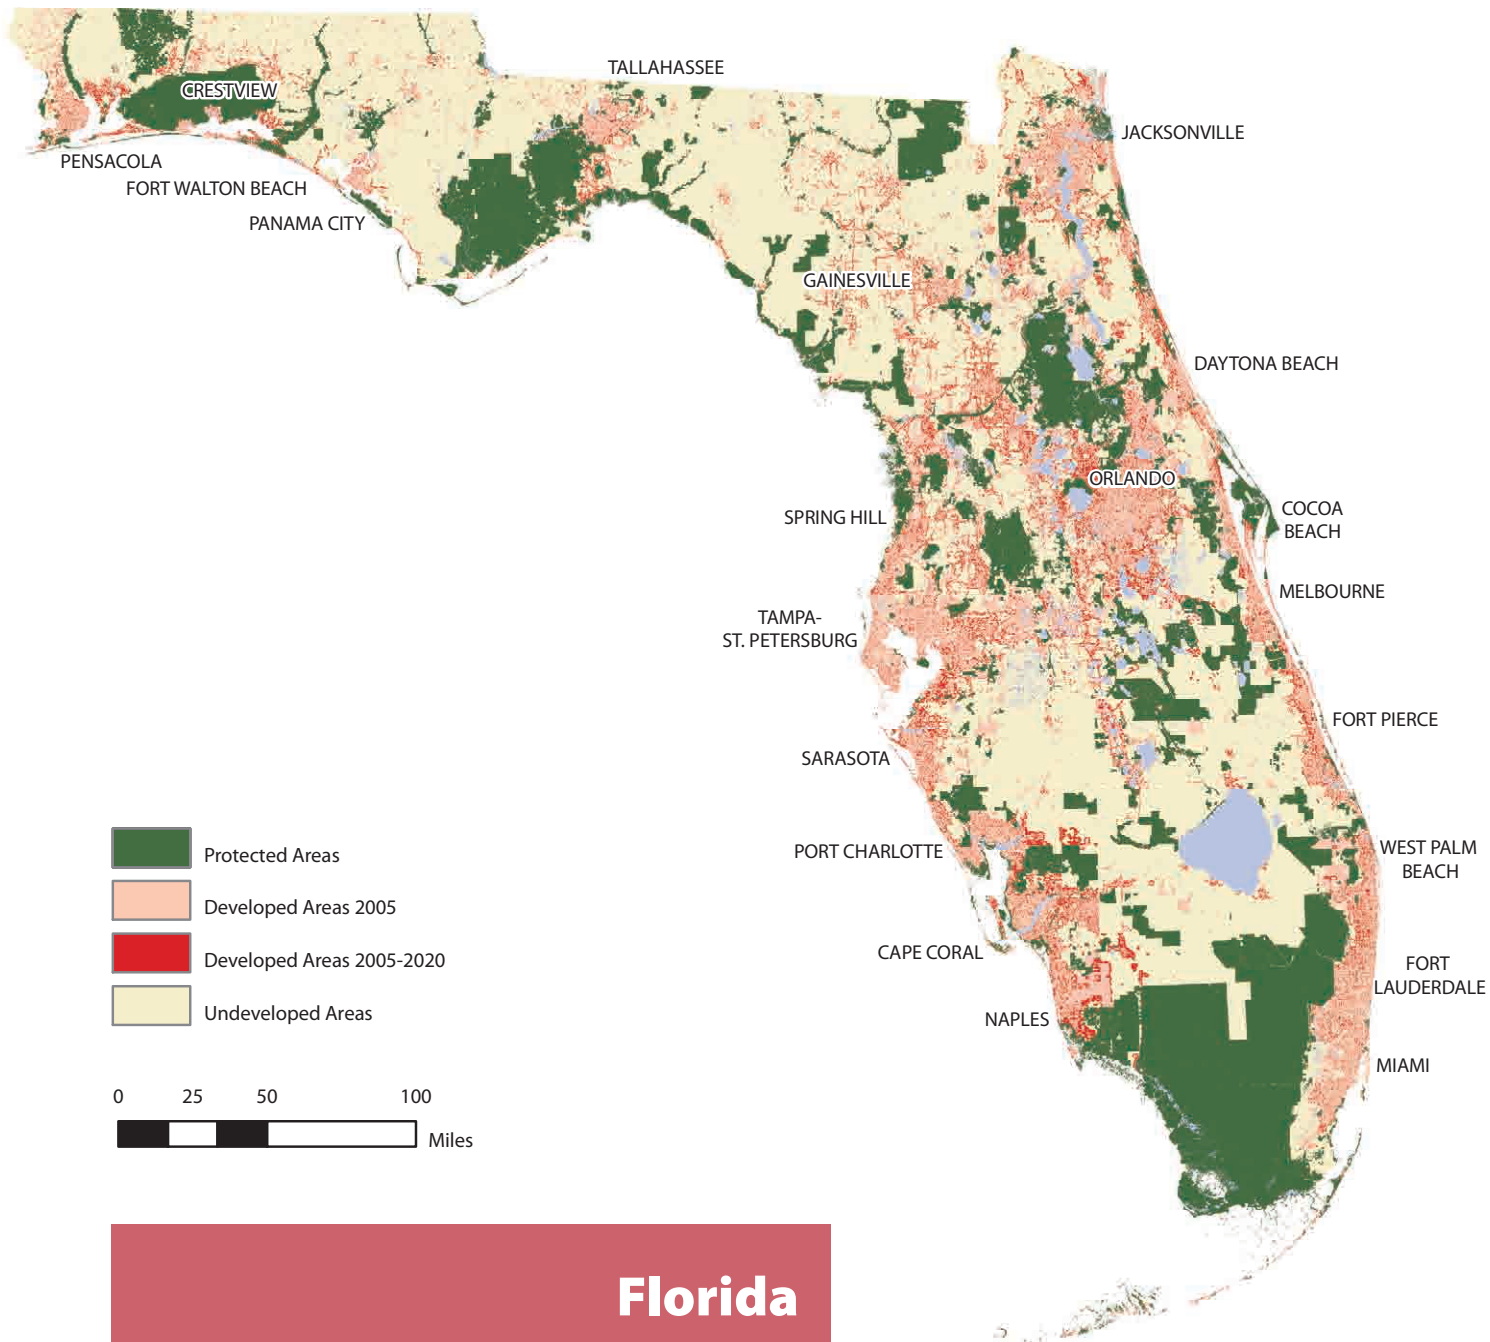 TALLAHASSEE
CRESTVIEW
JACKSONVILLE
PENSACOLA
FORT WALTON BEACH
PANAMA CITY
GAINESVILLE
DAYTONA BEACH
ORLANDO
SPRING HILL
COCOA
BEACH
MELBOURNE
TAMPA-
ST. PETERSBURG
FORT PIERCE
SARASOTA
PORT CHARLOTTE
WEST PALM
BEACH
CAPE CORAL
FORT
LAUDERDALE
NAPLES
MIAMI
Protected Areas
Developed Areas 2005
Developed Areas 2005-2020
Undeveloped Areas
0 25 50 100
Miles
Florida